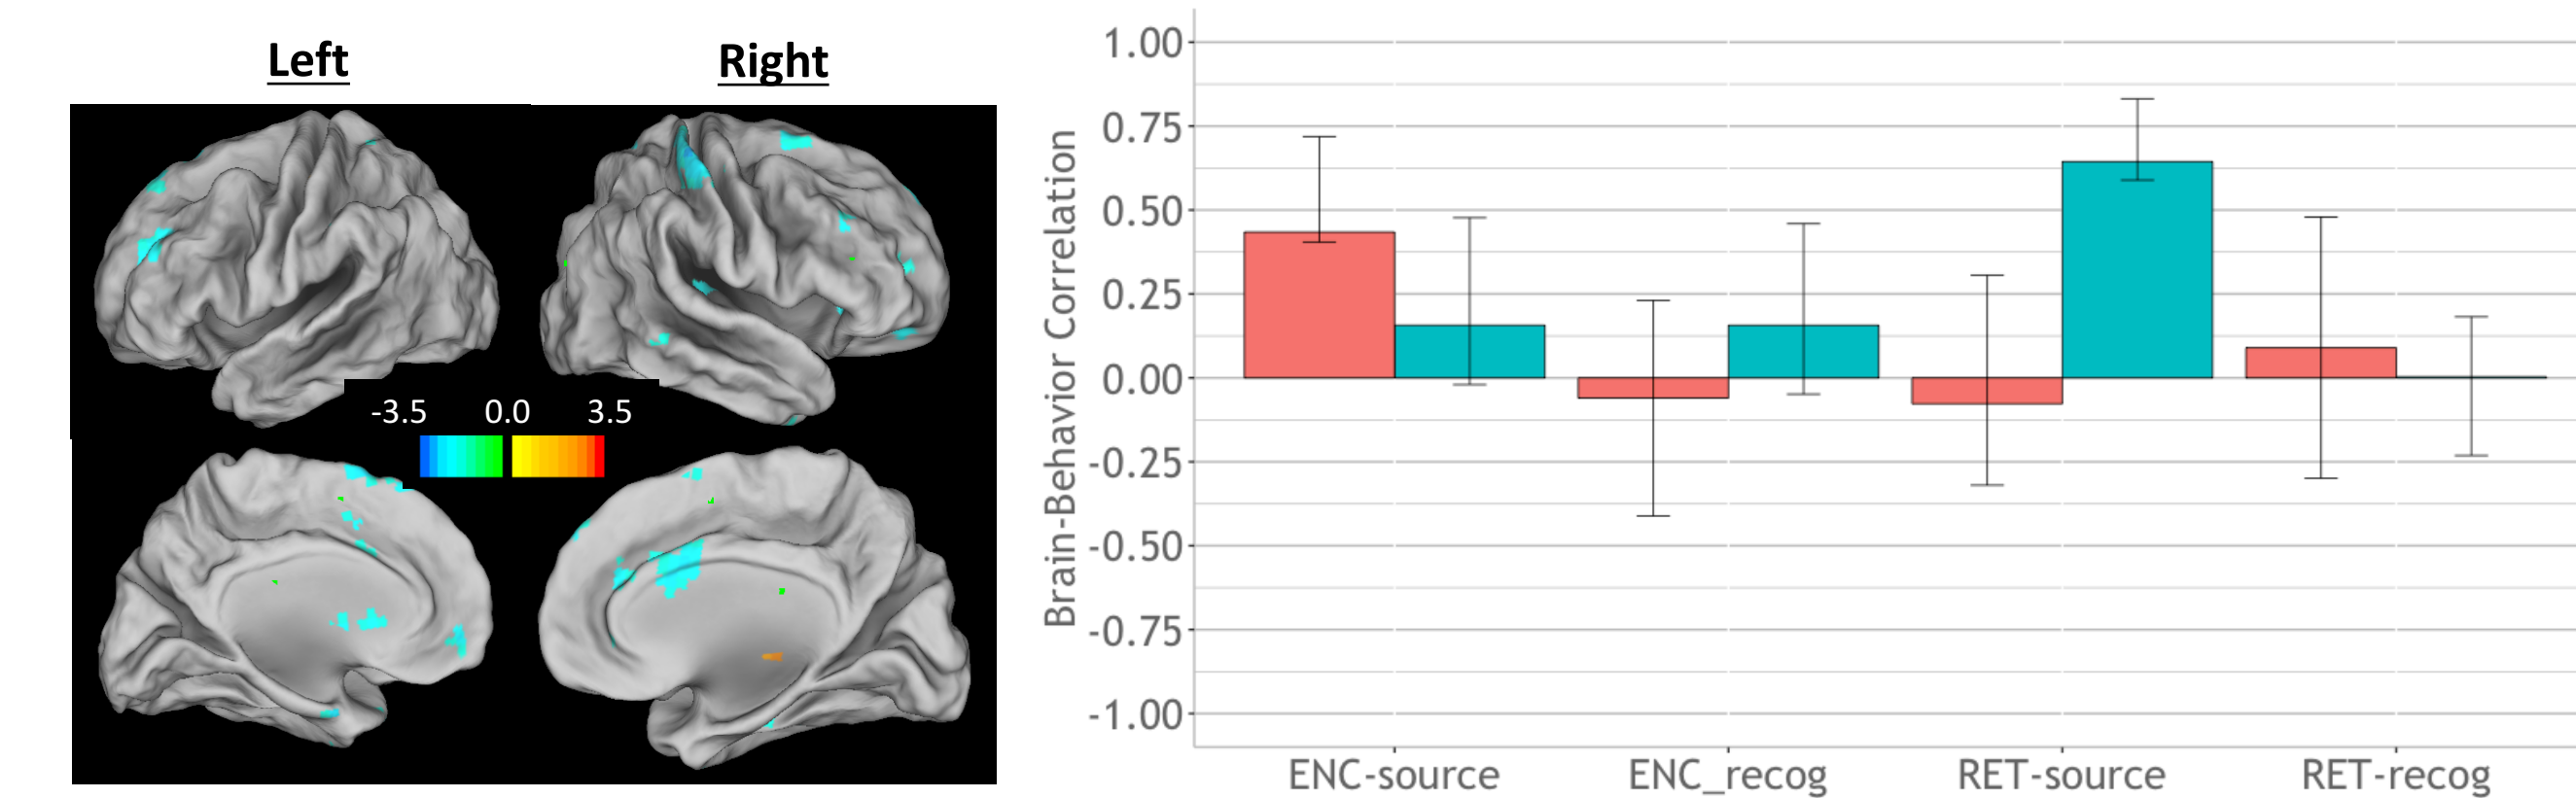 Left
Right
-3.5 0.0 3.5
Brain-Behavior Correlation
1.00
0.75
0.50
0.25
0.00
-0.25
-0.50
-0.75
-1.00
ENC-source
ENC_recog
RET-source
RET-recog